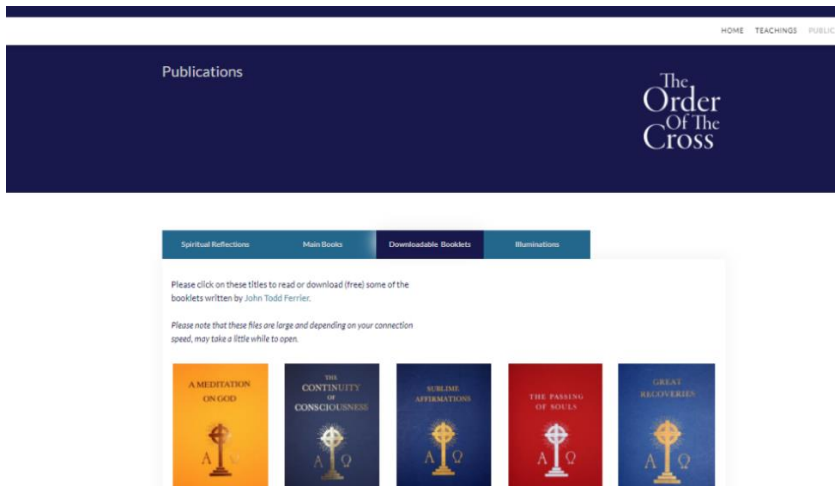 HOME TEACHINGS PUBLIC
Publications
The
Order
Of The
Cross
Spiritual Reflections Main Books Downloadable Booklets Illuminations
Please click on these titles to read or download (free) some of the
booklets written by John Todd Ferrier.
Please note that these files are large and depending on your connection
speed, may take a little while to open.
A MEDITATION
ON GOD
Α Ω
THE
CONTINUITY
OF
CONSCIOUSNESS
Α Ω
SUBLIME
AFFIRMATIONS
Α Ω
THE PASSING
OF SOULS
Α Ω
GREAT
RECOVERIES
Α Ω